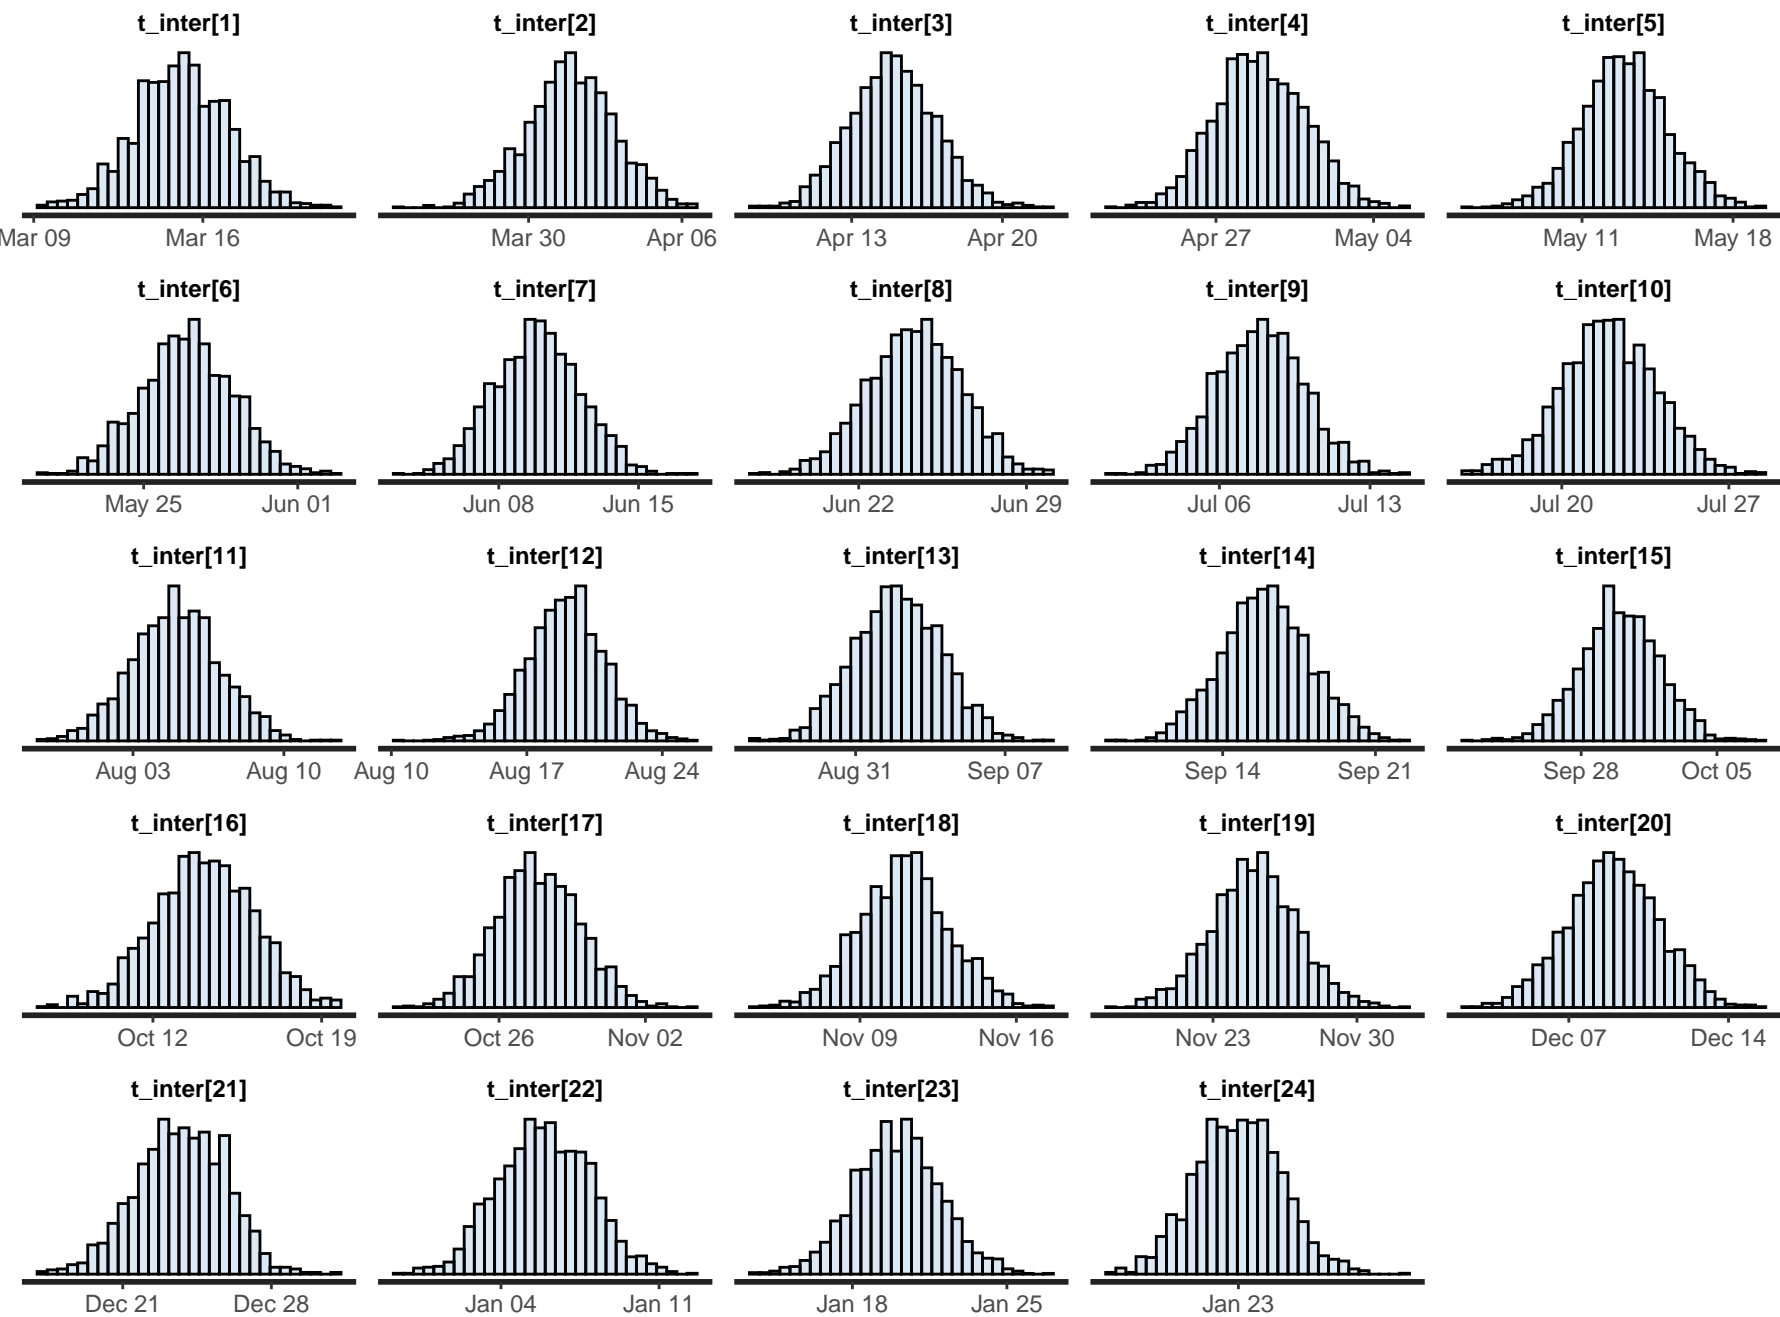 t_inter[1] t_inter[2] t_inter[3] t_inter[4] t_inter[5]
Mar 09 Mar 16 Mar 30 Apr 06 Apr 13 Apr 20 Apr 27 May 04 May 11 May 18
t_inter[6] t_inter[7] t_inter[8] t_inter[9] t_inter[10]
May 25 Jun 01 Jun 08 Jun 15 Jun 22 Jun 29 Jul 06 Jul 13 Jul 20 Jul 27
t_inter[11] t_inter[12] t_inter[13] t_inter[14] t_inter[15]
Aug 03 Aug 10 Aug 10 Aug 17 Aug 24 Aug 31 Sep 07 Sep 14 Sep 21 Sep 28 Oct 05
t_inter[16] t_inter[17] t_inter[18] t_inter[19] t_inter[20]
Oct 12 Oct 19 Oct 26 Nov 02 Nov 09 Nov 16 Nov 23 Nov 30 Dec 07 Dec 14
t_inter[21] t_inter[22] t_inter[23] t_inter[24]
Dec 21 Dec 28 Jan 04 Jan 11 Jan 18 Jan 25 Jan 23